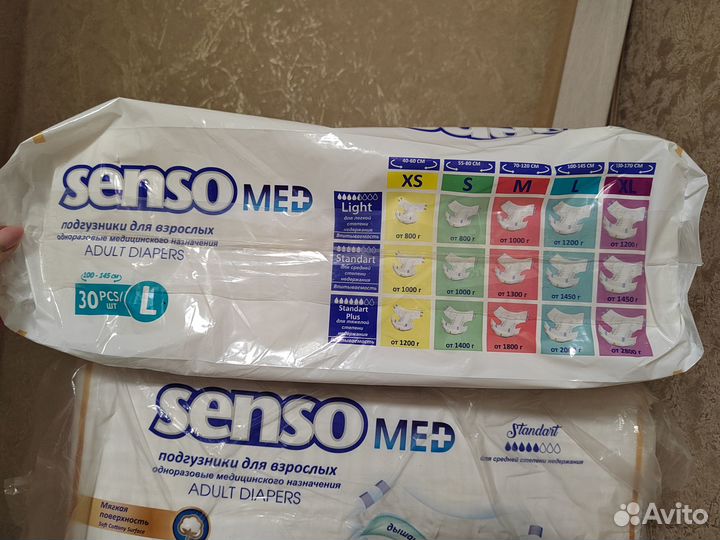 senso MED
подгузники для взрослых
одноразовые медицинского назначения
ADULT DIAPERS
100 - 145 см
30 PCS/шт L
40-60 СМ 55-80 СМ 70-120 СМ 100-145 СМ 130-170 СМ
XS S M L XL
Light
для легкой
степени
недержания
Впитываемость
от 800 г от 800 г от 1000 г от 1200 г от 1200 г
Standart
для средней
степени
недержания
Впитываемость
от 1000 г от 1000 г от 1300 г от 1450 г от 1450 г
Standart
Plus
для тяжелой
степени
недержания
Впитываемость
от 1200 г от 1400 г от 1800 г
senso MED
подгузники для взрослых
одноразовые медицинского назначения
ADULT DIAPERS
Standart
для средней степени недержания
Мягкая
поверхность
Soft Cottony Surface
Avito